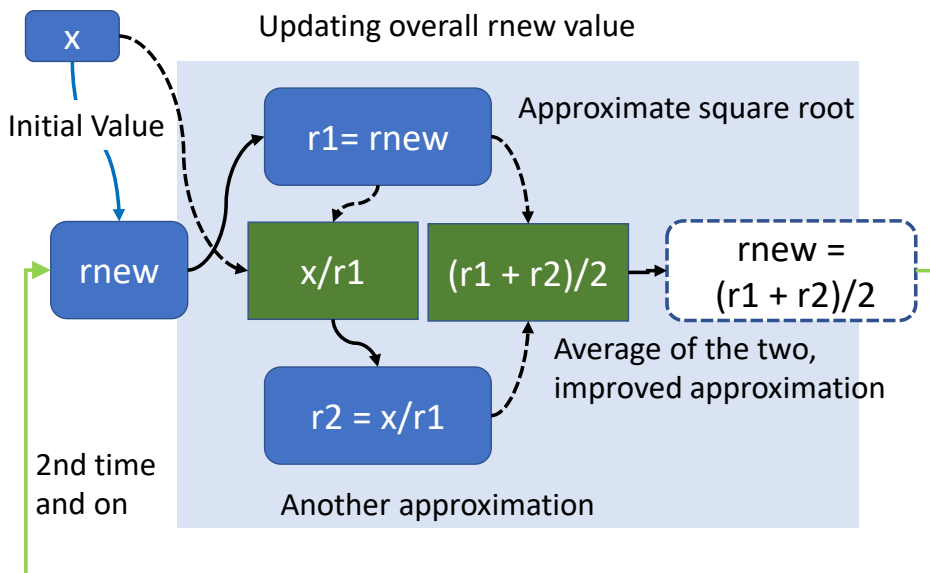 Updating overall rnew value
x
Initial Value
r1= rnew
Approximate square root
rnew
x/r1
(r1 + r2)/2
rnew =
(r1 + r2)/2
Average of the two,
improved approximation
r2 = x/r1
2nd time
and on
Another approximation